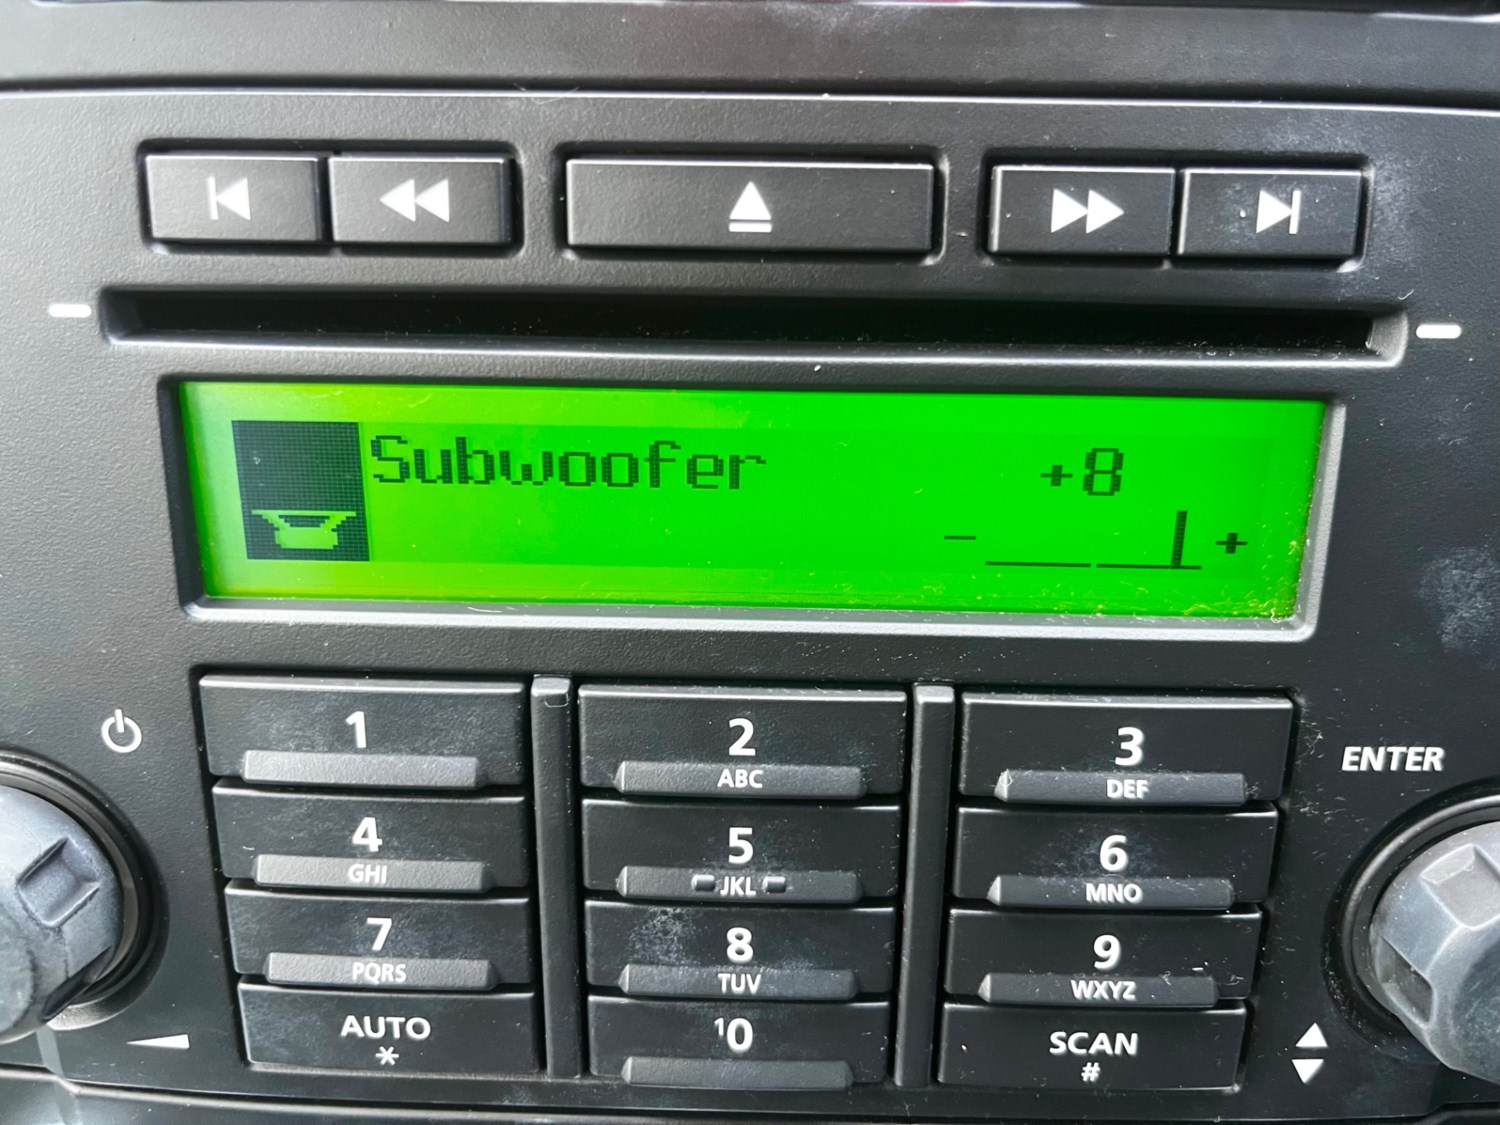 Subwoofer +8
- +
1
2
ABC
3
DEF
ENTER
4
GHI
5
JKL
6
MNO
7
PQRS
8
TUV
9
WXYZ
AUTO
*
10
SCAN
#